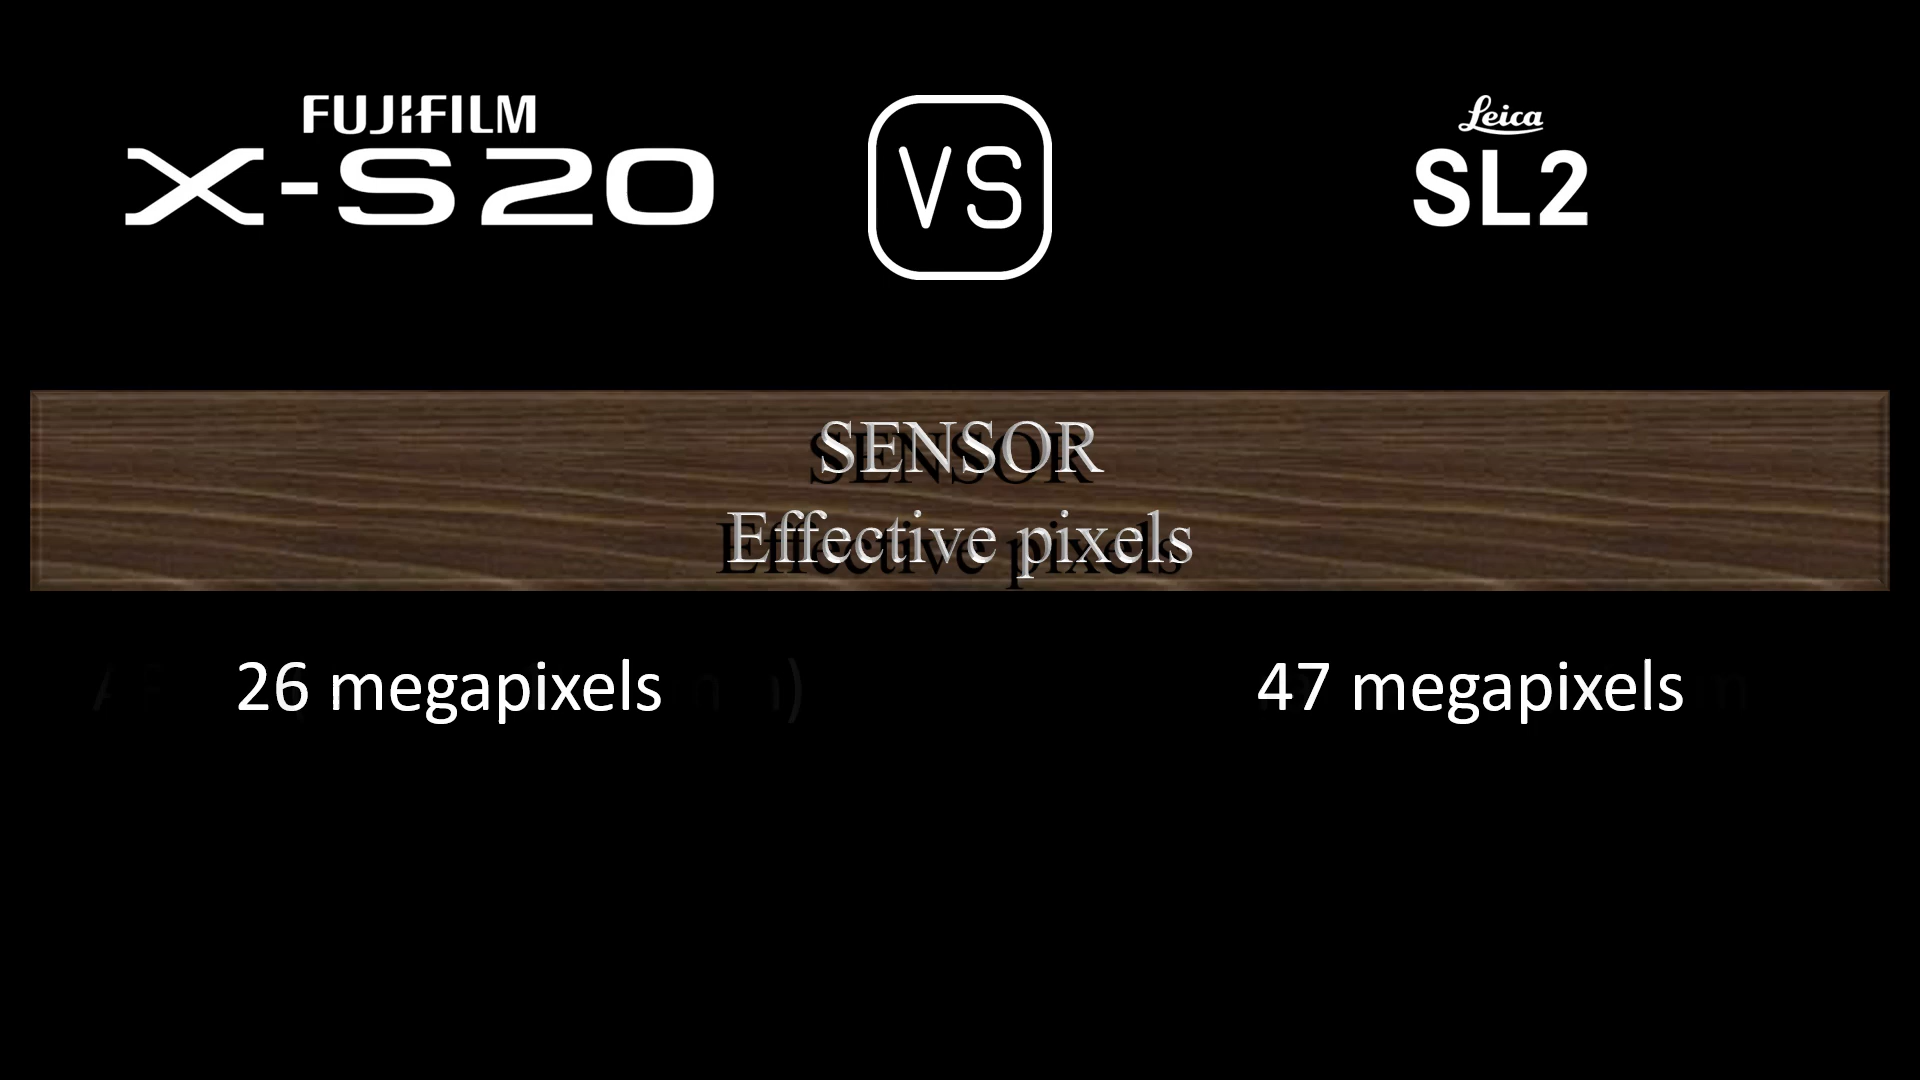 FUJIFILM
X-S20
VS
Leica
SL2
SENSOR
Effective pixels
26 megapixels
47 megapixels